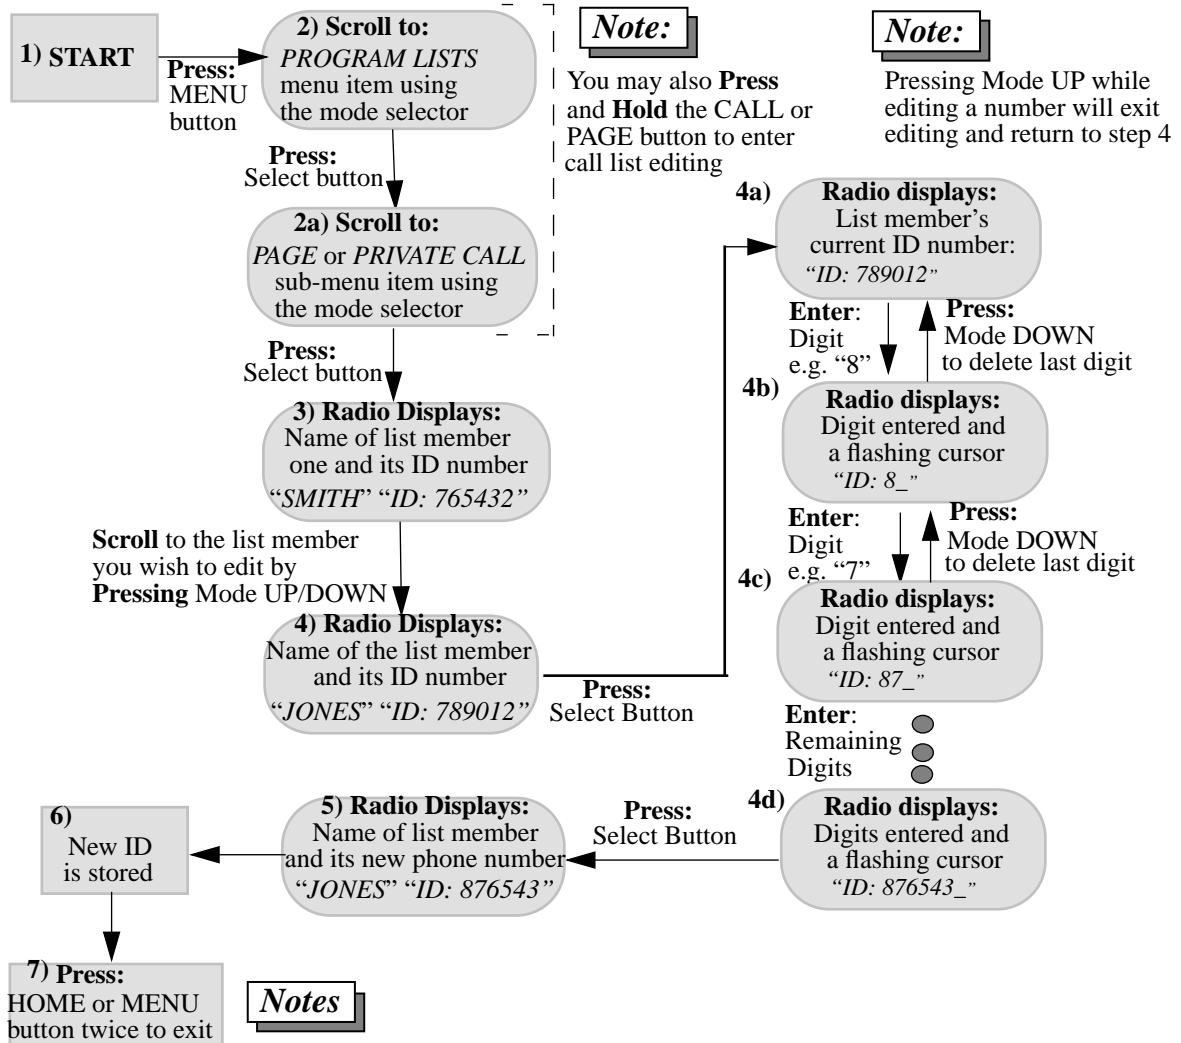 1) START
Press:
MENU
button
2) Scroll to:
PROGRAM LISTS
menu item using
the mode selector
Press:
Select button
2a) Scroll to:
PAGE or PRIVATE CALL
sub-menu item using
the mode selector
Press:
Select button
3) Radio Displays:
Name of list member
one and its ID number
“SMITH” “ID: 765432”
Scroll to the list member
you wish to edit by
Pressing Mode UP/DOWN
4) Radio Displays:
Name of the list member
and its ID number
“JONES” “ID: 789012”
Press:
Select Button
Note:
You may also Press
and Hold the CALL or
PAGE button to enter
call list editing
Note:
Pressing Mode UP while
editing a number will exit
editing and return to step 4
4a)
Radio displays:
List member's
current ID number:
“ID: 789012”
Enter:
Digit
e.g. “8”
Press:
Mode DOWN
to delete last digit
4b)
Radio displays:
Digit entered and
a flashing cursor
“ID: 8_”
Enter:
Digit
e.g. “7”
Press:
Mode DOWN
to delete last digit
4c)
Radio displays:
Digit entered and
a flashing cursor
“ID: 87_”
Enter:
Remaining
Digits
4d)
Radio displays:
Digits entered and
a flashing cursor
“ID: 876543_”
Press:
Select Button
5) Radio Displays:
Name of list member
and its new phone number
“JONES” “ID: 876543”
6)
New ID
is stored
7) Press:
HOME or MENU
button twice to exit
Notes